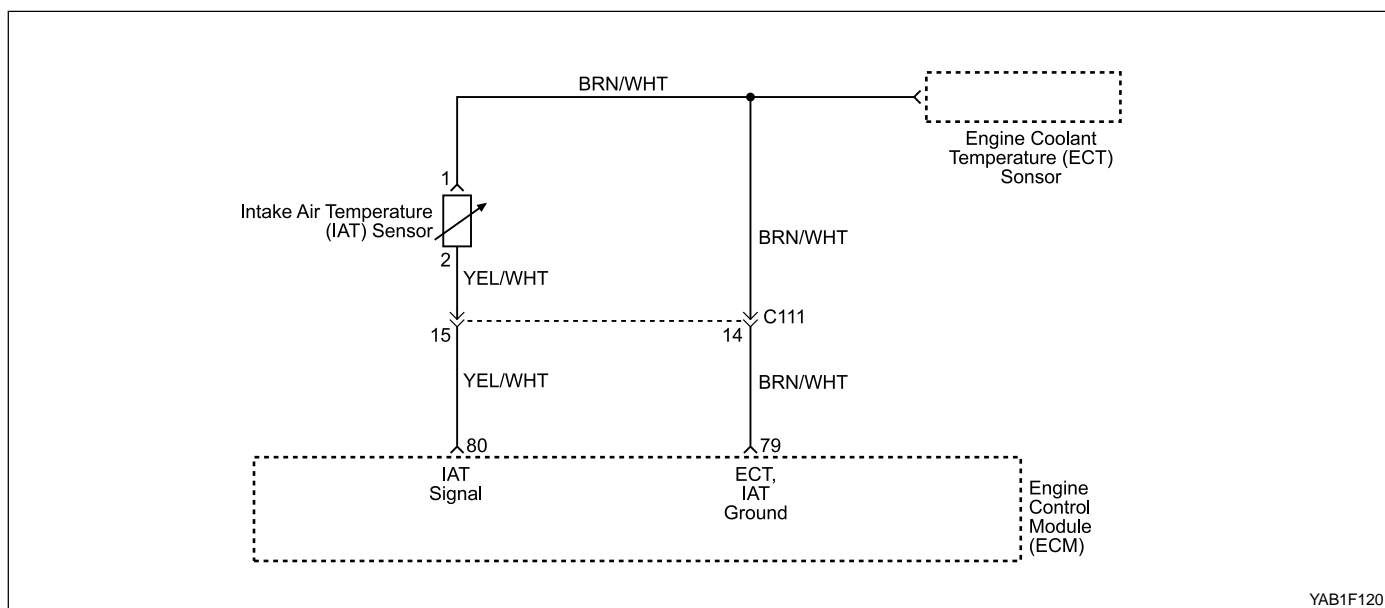 BRN/WHT
Engine Coolant
Temperature (ECT)
Sonsor
1
Intake Air Temperature
(IAT) Sensor
BRN/WHT
2
YEL/WHT
C111
15
14
YEL/WHT
BRN/WHT
80
79
IAT
Signal
ECT,
IAT
Ground
Engine
Control
Module
(ECM)
YAB1F120